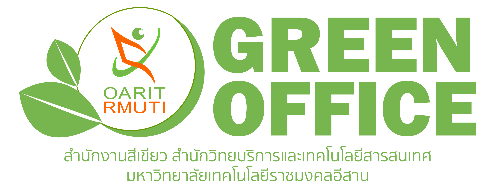 OARIT
RMUTI
GREEN
OFFICE
สำนักงานสีเขียว สำนักวิทยบริการและเทคโนโลยีสารสนเทศ
มหาวิทยาลัยเทคโนโลยีราชมงคลอีสาน